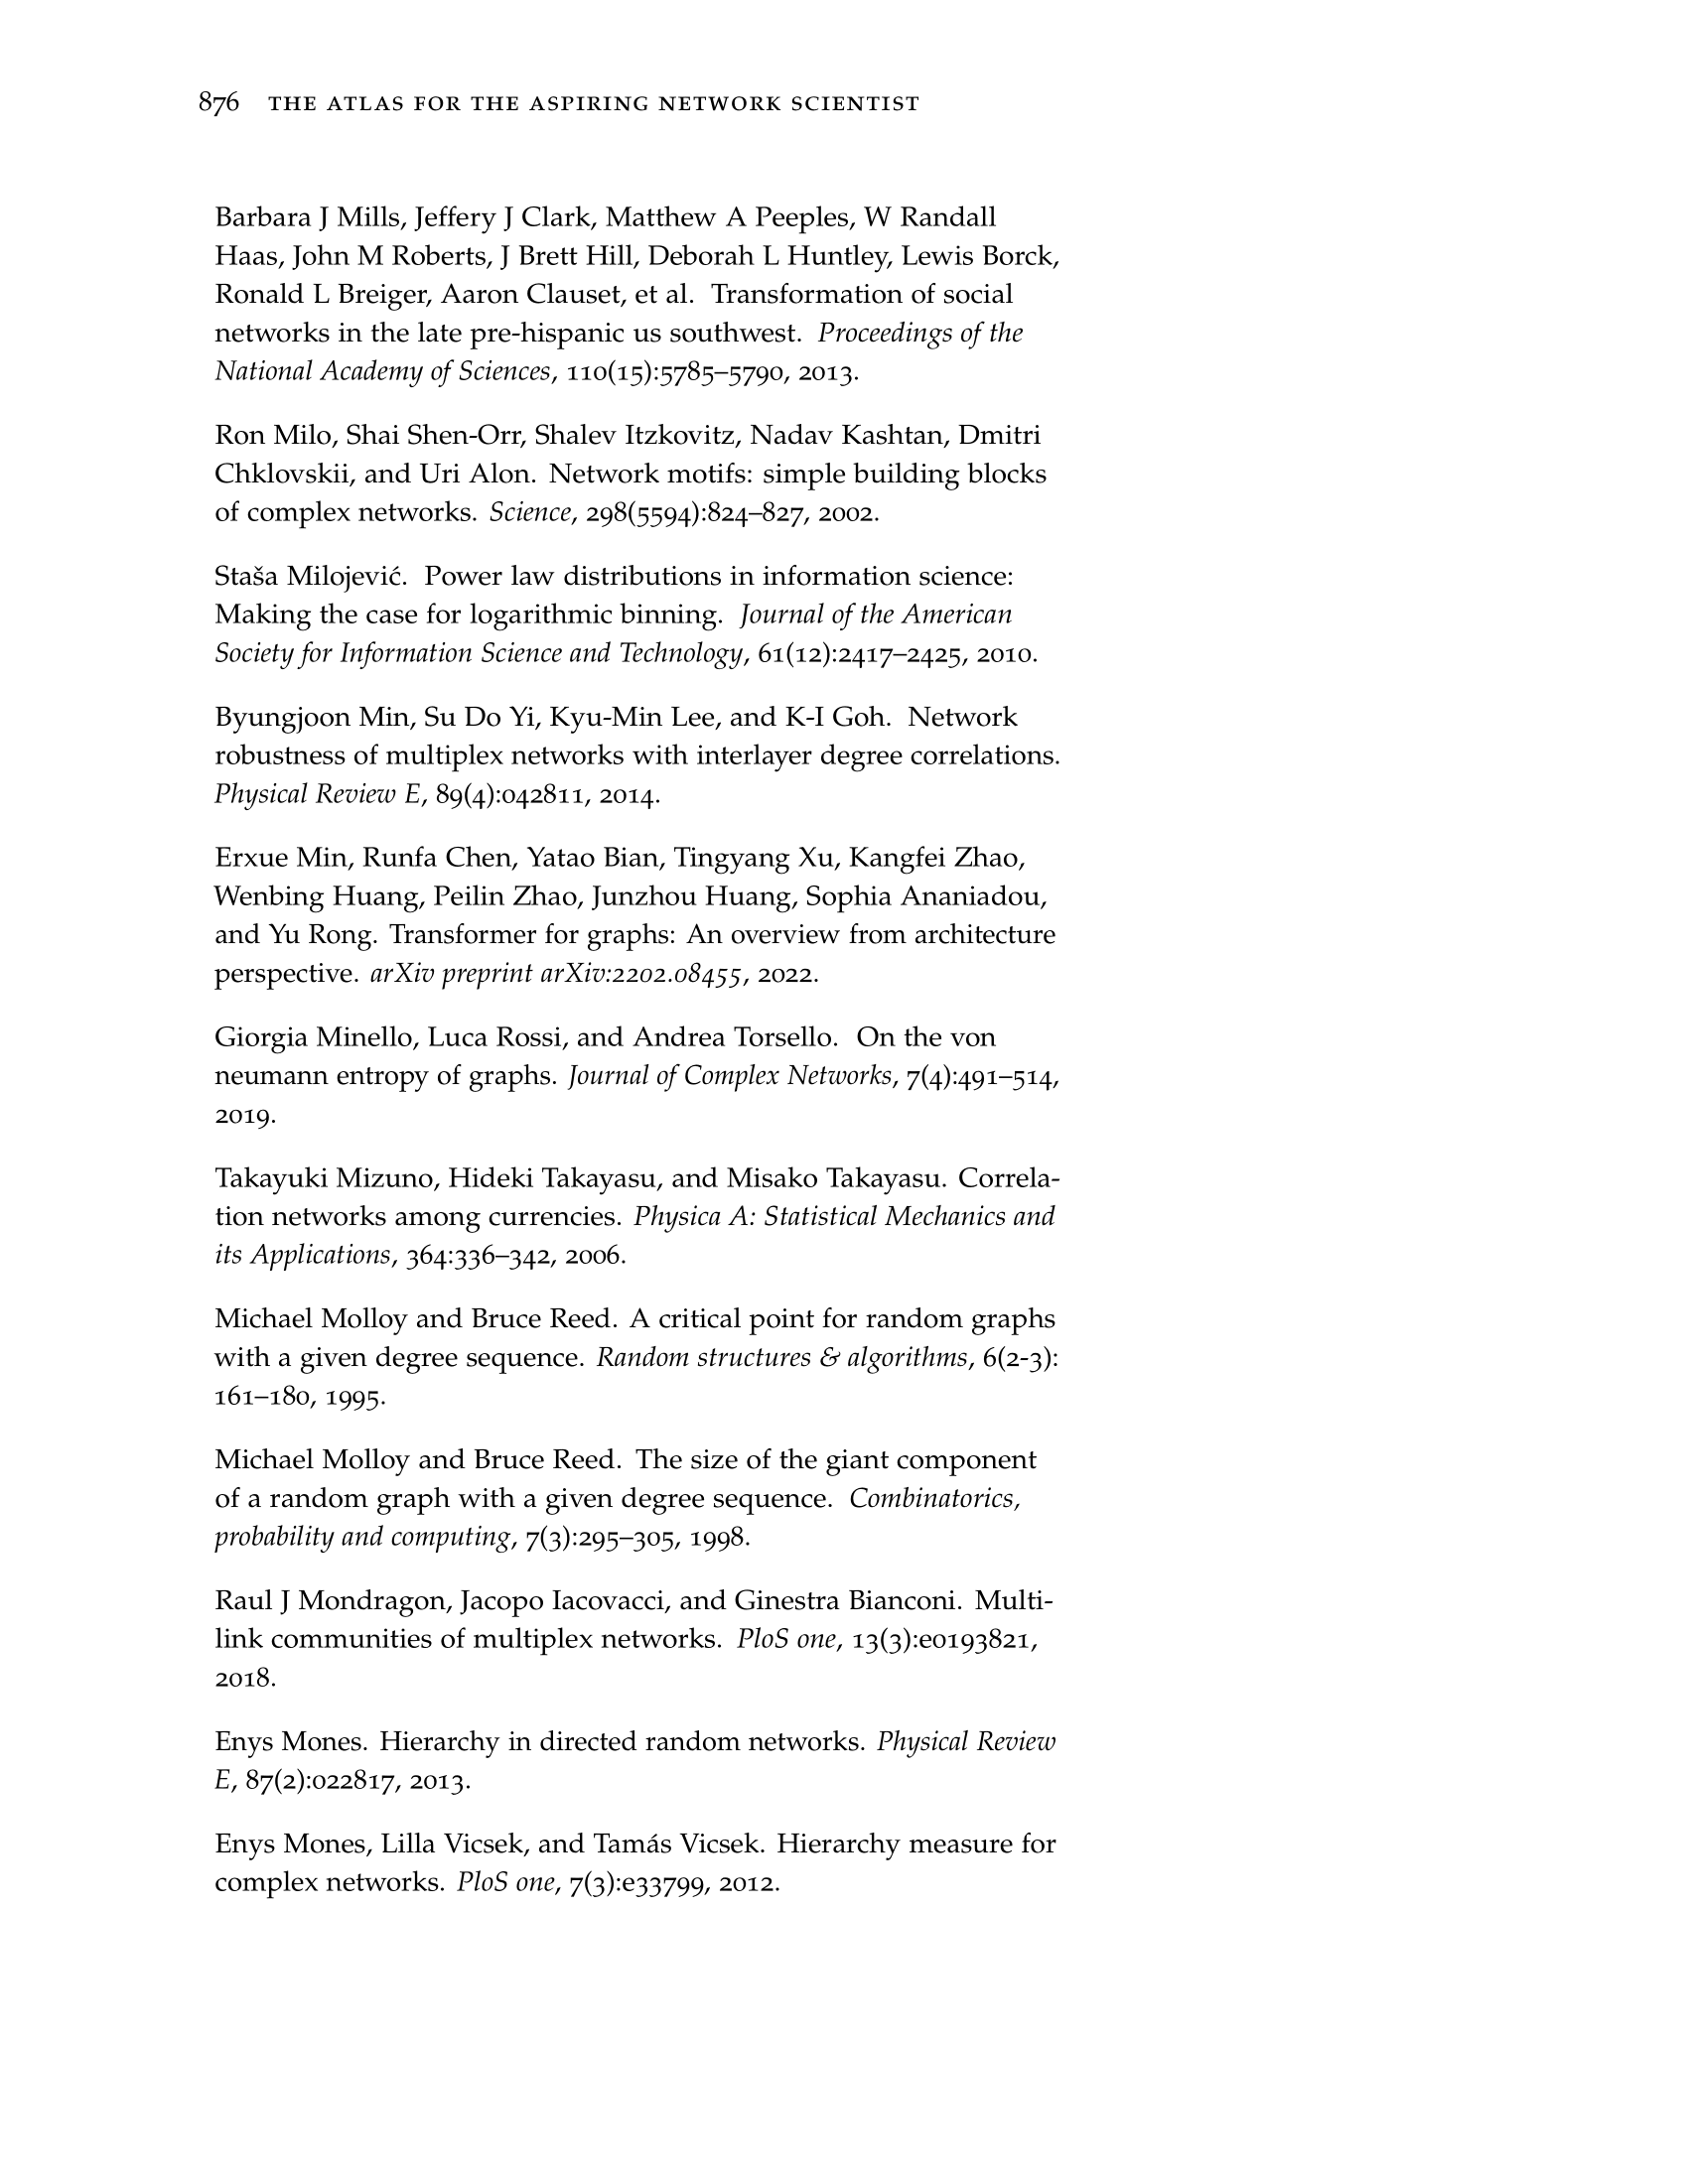 876 THE ATLAS FOR THE ASPIRING NETWORK SCIENTIST
Barbara J Mills, Jeffery J Clark, Matthew A Peeples, W Randall
Haas, John M Roberts, J Brett Hill, Deborah L Huntley, Lewis Borck,
Ronald L Breiger, Aaron Clauset, et al. Transformation of social
networks in the late pre-hispanic us southwest. Proceedings of the
National Academy of Sciences, 110(15):5785–5790, 2013.
Ron Milo, Shai Shen-Orr, Shalev Itzkovitz, Nadav Kashtan, Dmitri
Chklovskii, and Uri Alon. Network motifs: simple building blocks
of complex networks. Science, 298(5594):824–827, 2002.
Staša Milojević. Power law distributions in information science:
Making the case for logarithmic binning. Journal of the American
Society for Information Science and Technology, 61(12):2417–2425, 2010.
Byungjoon Min, Su Do Yi, Kyu-Min Lee, and K-I Goh. Network
robustness of multiplex networks with interlayer degree correlations.
Physical Review E, 89(4):042811, 2014.
Erxue Min, Runfa Chen, Yatao Bian, Tingyang Xu, Kangfei Zhao,
Wenbing Huang, Peilin Zhao, Junzhou Huang, Sophia Ananiadou,
and Yu Rong. Transformer for graphs: An overview from architecture
perspective. arXiv preprint arXiv:2202.08455, 2022.
Giorgia Minello, Luca Rossi, and Andrea Torsello. On the von
neumann entropy of graphs. Journal of Complex Networks, 7(4):491–514,
2019.
Takayuki Mizuno, Hideki Takayasu, and Misako Takayasu. Correla-
tion networks among currencies. Physica A: Statistical Mechanics and
its Applications, 364:336–342, 2006.
Michael Molloy and Bruce Reed. A critical point for random graphs
with a given degree sequence. Random structures & algorithms, 6(2-3):
161–180, 1995.
Michael Molloy and Bruce Reed. The size of the giant component
of a random graph with a given degree sequence. Combinatorics,
probability and computing, 7(3):295–305, 1998.
Raul J Mondragon, Jacopo Iacovacci, and Ginestra Bianconi. Multi-
link communities of multiplex networks. PloS one, 13(3):e0193821,
2018.
Enys Mones. Hierarchy in directed random networks. Physical Review
E, 87(2):022817, 2013.
Enys Mones, Lilla Vicsek, and Tamás Vicsek. Hierarchy measure for
complex networks. PloS one, 7(3):e33799, 2012.